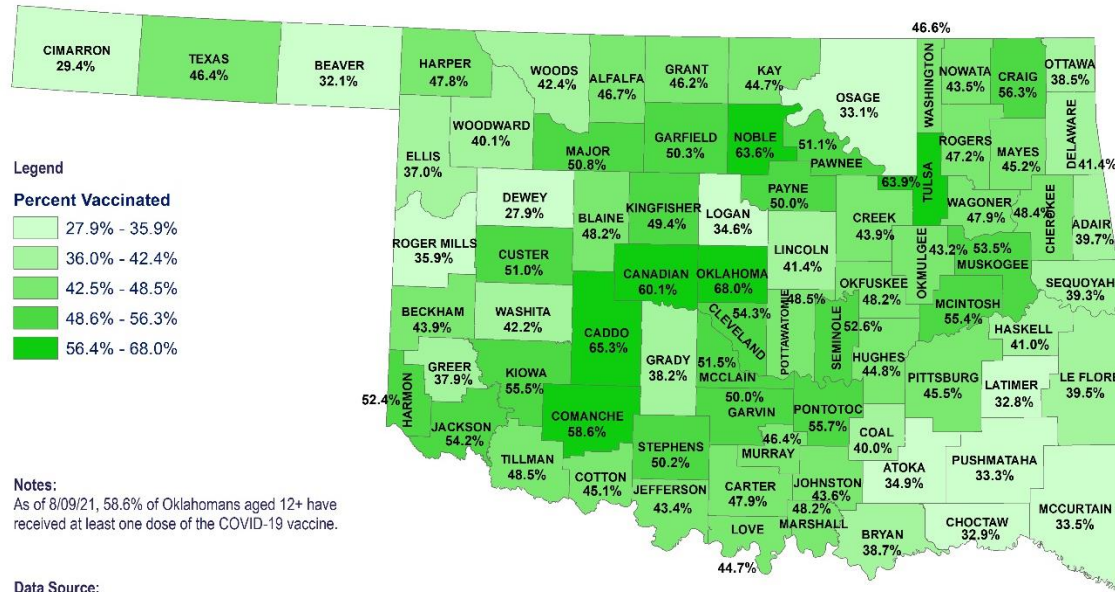 CIMARRON
29.4%
TEXAS
46.4%
BEAVER
32.1%
HARPER
47.8%
WOODS
42.4%
ALFALFA
46.7%
GRANT
46.2%
KAY
44.7%
OSAGE
33.1%
46.6%
WASHINGTON
NOWATA
43.5%
CRAIG
56.3%
OTTAWA
38.5%
WOODWARD
40.1%
ELLIS
37.0%
MAJOR
50.8%
GARFIELD
50.3%
NOBLE
63.6%
51.1%
PAWNEE
63.9%
TULSA
ROGERS
47.2%
MAYES
45.2%
DELAWARE
41.4%
Legend
Percent Vaccinated
27.9% - 35.9%
36.0% - 42.4%
42.5% - 48.5%
48.6% - 56.3%
56.4% - 68.0%
DEWEY
27.9%
BLAINE
48.2%
KINGFISHER
49.4%
LOGAN
34.6%
PAYNE
50.0%
CREEK
43.9%
WAGONER
47.9%
48.4%
CHEROKEE
ADAIR
39.7%
ROGER MILLS
35.9%
CUSTER
51.0%
CANADIAN
60.1%
OKLAHOMA
68.0%
LINCOLN
41.4%
OKFUSKEE
48.2%
43.2%
OKMULGEE
53.5%
MUSKOGEE
SEQUOYAH
39.3%
BECKHAM
43.9%
WASHITA
42.2%
CADDO
65.3%
GRADY
38.2%
54.3%
CLEVELAND
48.5%
POTTAWATOMIE
52.6%
SEMINOLE
HUGHES
44.8%
MCINTOSH
55.4%
HASKELL
41.0%
LE FLORE
39.5%
52.4%
HARMON
GREER
37.9%
KIOWA
55.5%
51.5%
MCCLAIN
PITTSBURG
45.5%
LATIMER
32.8%
JACKSON
54.2%
COMANCHE
58.6%
STEPHENS
50.2%
50.0%
GARVIN
PONTOTOC
55.7%
COAL
40.0%
TILLMAN
48.5%
COTTON
45.1%
JEFFERSON
43.4%
CARTER
47.9%
46.4%
MURRAY
JOHNSTON
43.6%
ATOKA
34.9%
PUSHMATAHA
33.3%
MCCURTAIN
33.5%
LOVE
44.7%
48.2%
MARSHALL
BRYAN
38.7%
CHOCTAW
32.9%
Notes:
As of 8/09/21, 58.6% of Oklahomans aged 12+ have
received at least one dose of the COVID-19 vaccine.
Data Source: